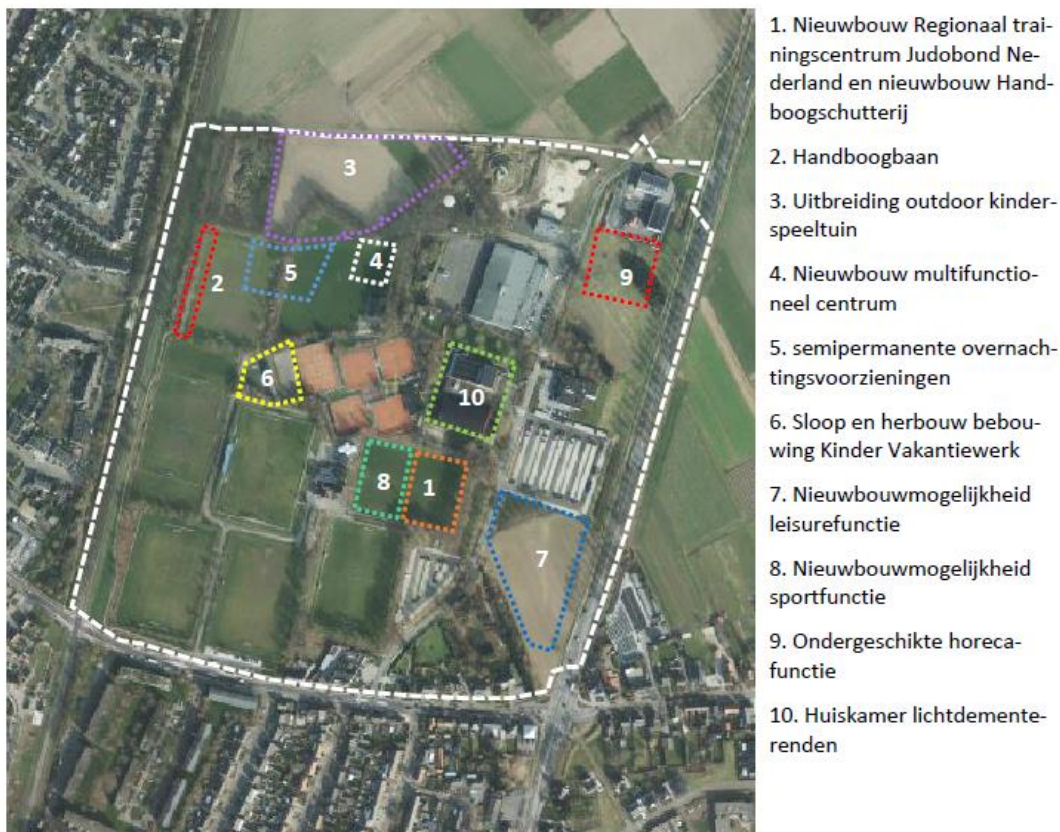 1. Nieuwbouw Regionaal trai-
ningscentrum Judobond Ne-
derland en nieuwbouw Hand-
boogschutterij
2. Handboogbaan
3. Uitbreiding outdoor kinder-
speeltuin
4. Nieuwbouw multifunctio-
neel centrum
5. semipermanente overnach-
tingsvoorzieningen
6. Sloop en herbouw bebou-
wing Kinder Vakantiewerk
7. Nieuwbouwmogelijkheid
leisurefunctie
8. Nieuwbouwmogelijkheid
sportfunctie
9. Ondergeschikte horeca-
functie
10. Huiskamer lichtdemente-
renden
3
4
5
2
9
6
10
8
1
7